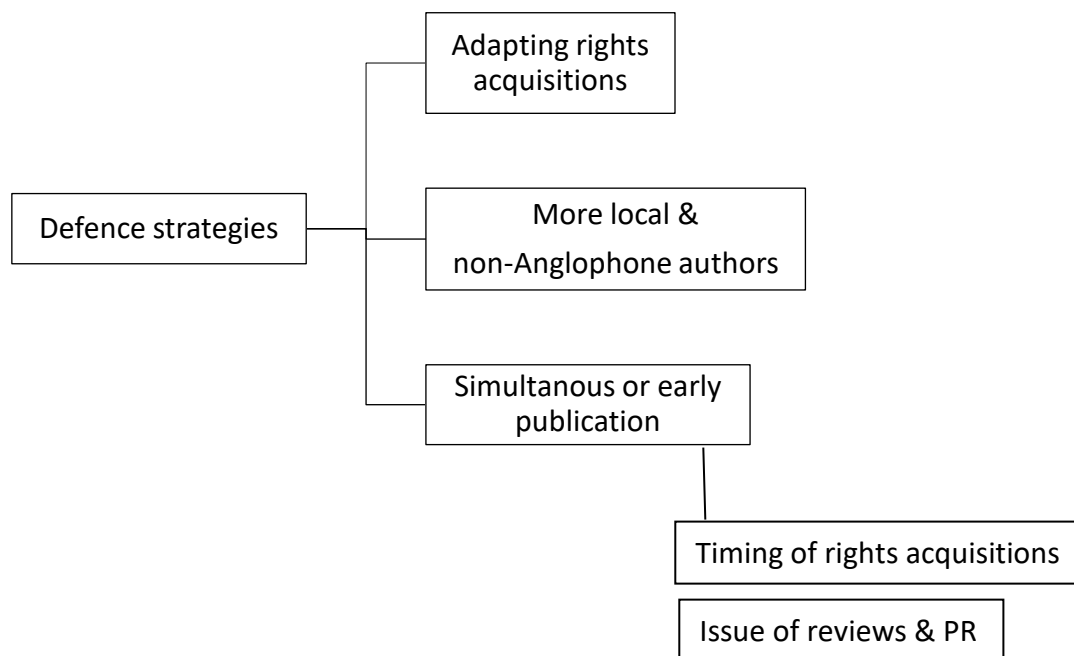 Adapting rights
acquisitions
Defence strategies
More local &
non-Anglophone authors
Simultanous or early
publication
Timing of rights acquisitions
Issue of reviews & PR